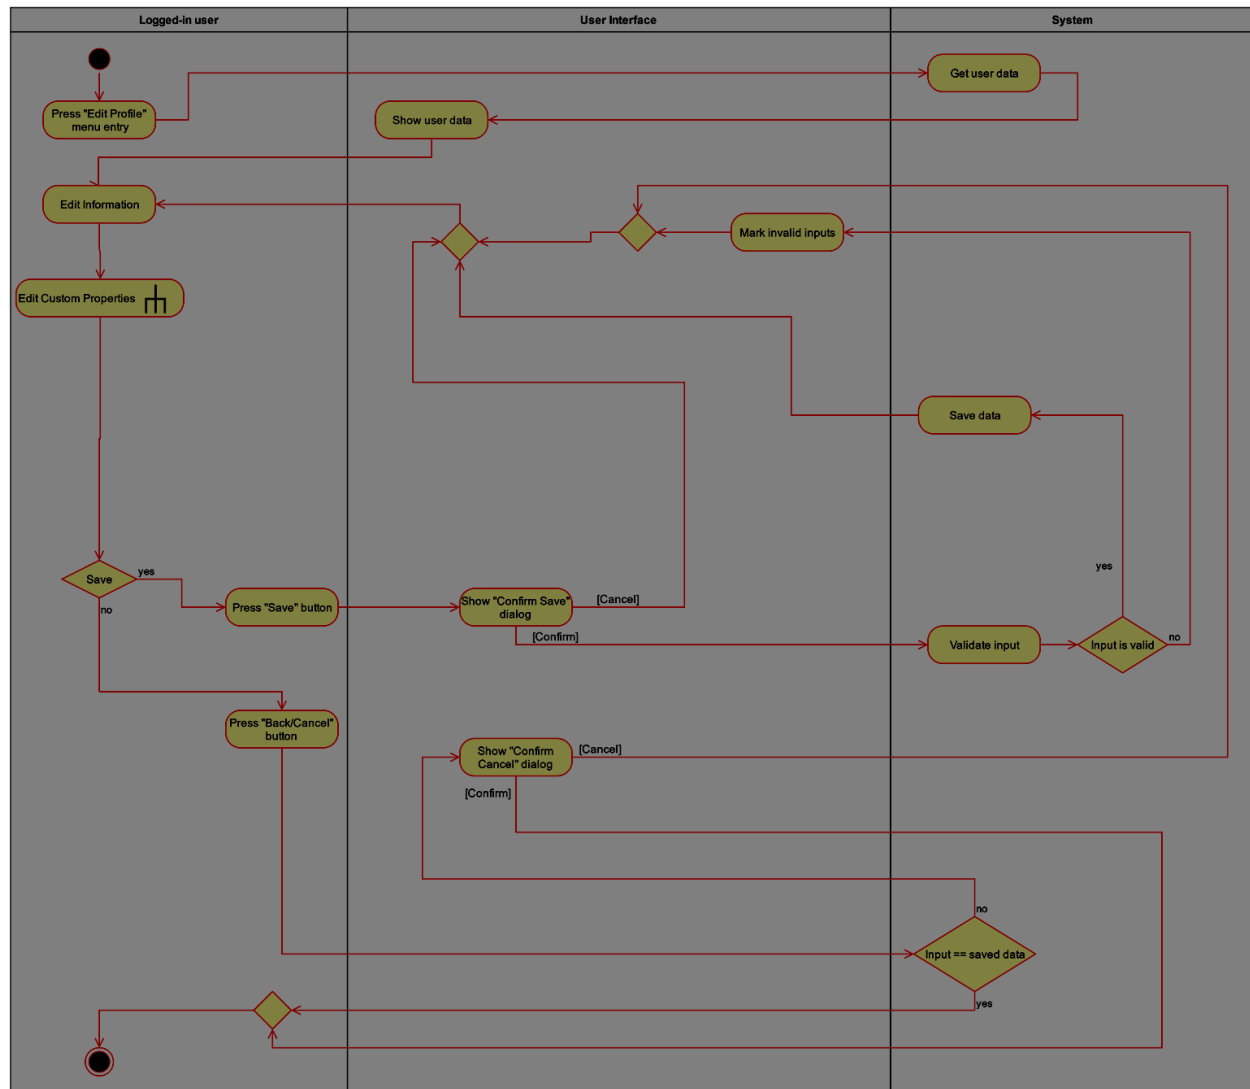 Logged-in user
User Interface
System
Get user data
Press "Edit Profile"
menu entry
Show user data
Edit Information
Mark invalid inputs
Edit Custom Properties
Save data
yes
Save
yes
no
Press "Save" button
Show "Confirm Save"
dialog
[Cancel]
[Confirm]
Validate input
Input is valid
no
Press "Back/Cancel"
button
Show "Confirm
Cancel" dialog
[Cancel]
[Confirm]
no
Input == saved data
yes